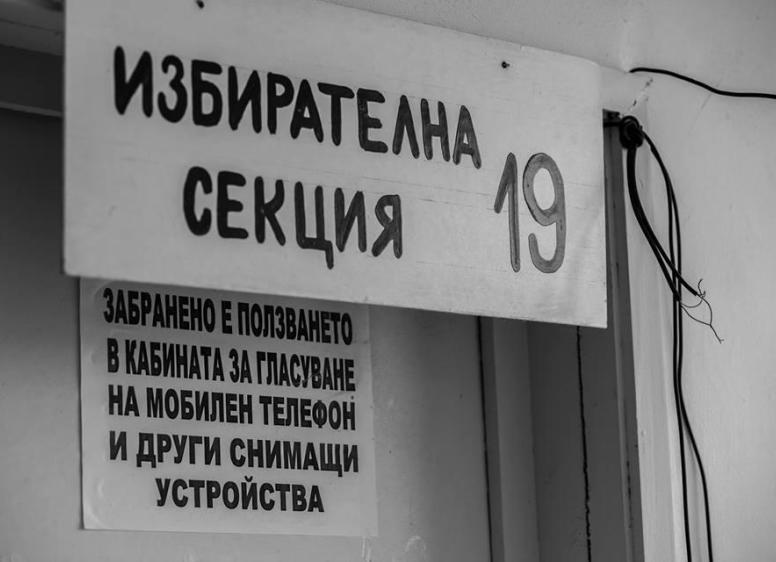 ИЗБИРАТЕЛНА
СЕКЦИЯ 19
ЗАБРАНЕНО Е ПОЛЗВАНЕТО
В КАБИНАТА ЗА ГЛАСУВАНЕ
НА МОБИЛЕН ТЕЛЕФОН
И ДРУГИ СНИМАЩИ
УСТРОЙСТВА